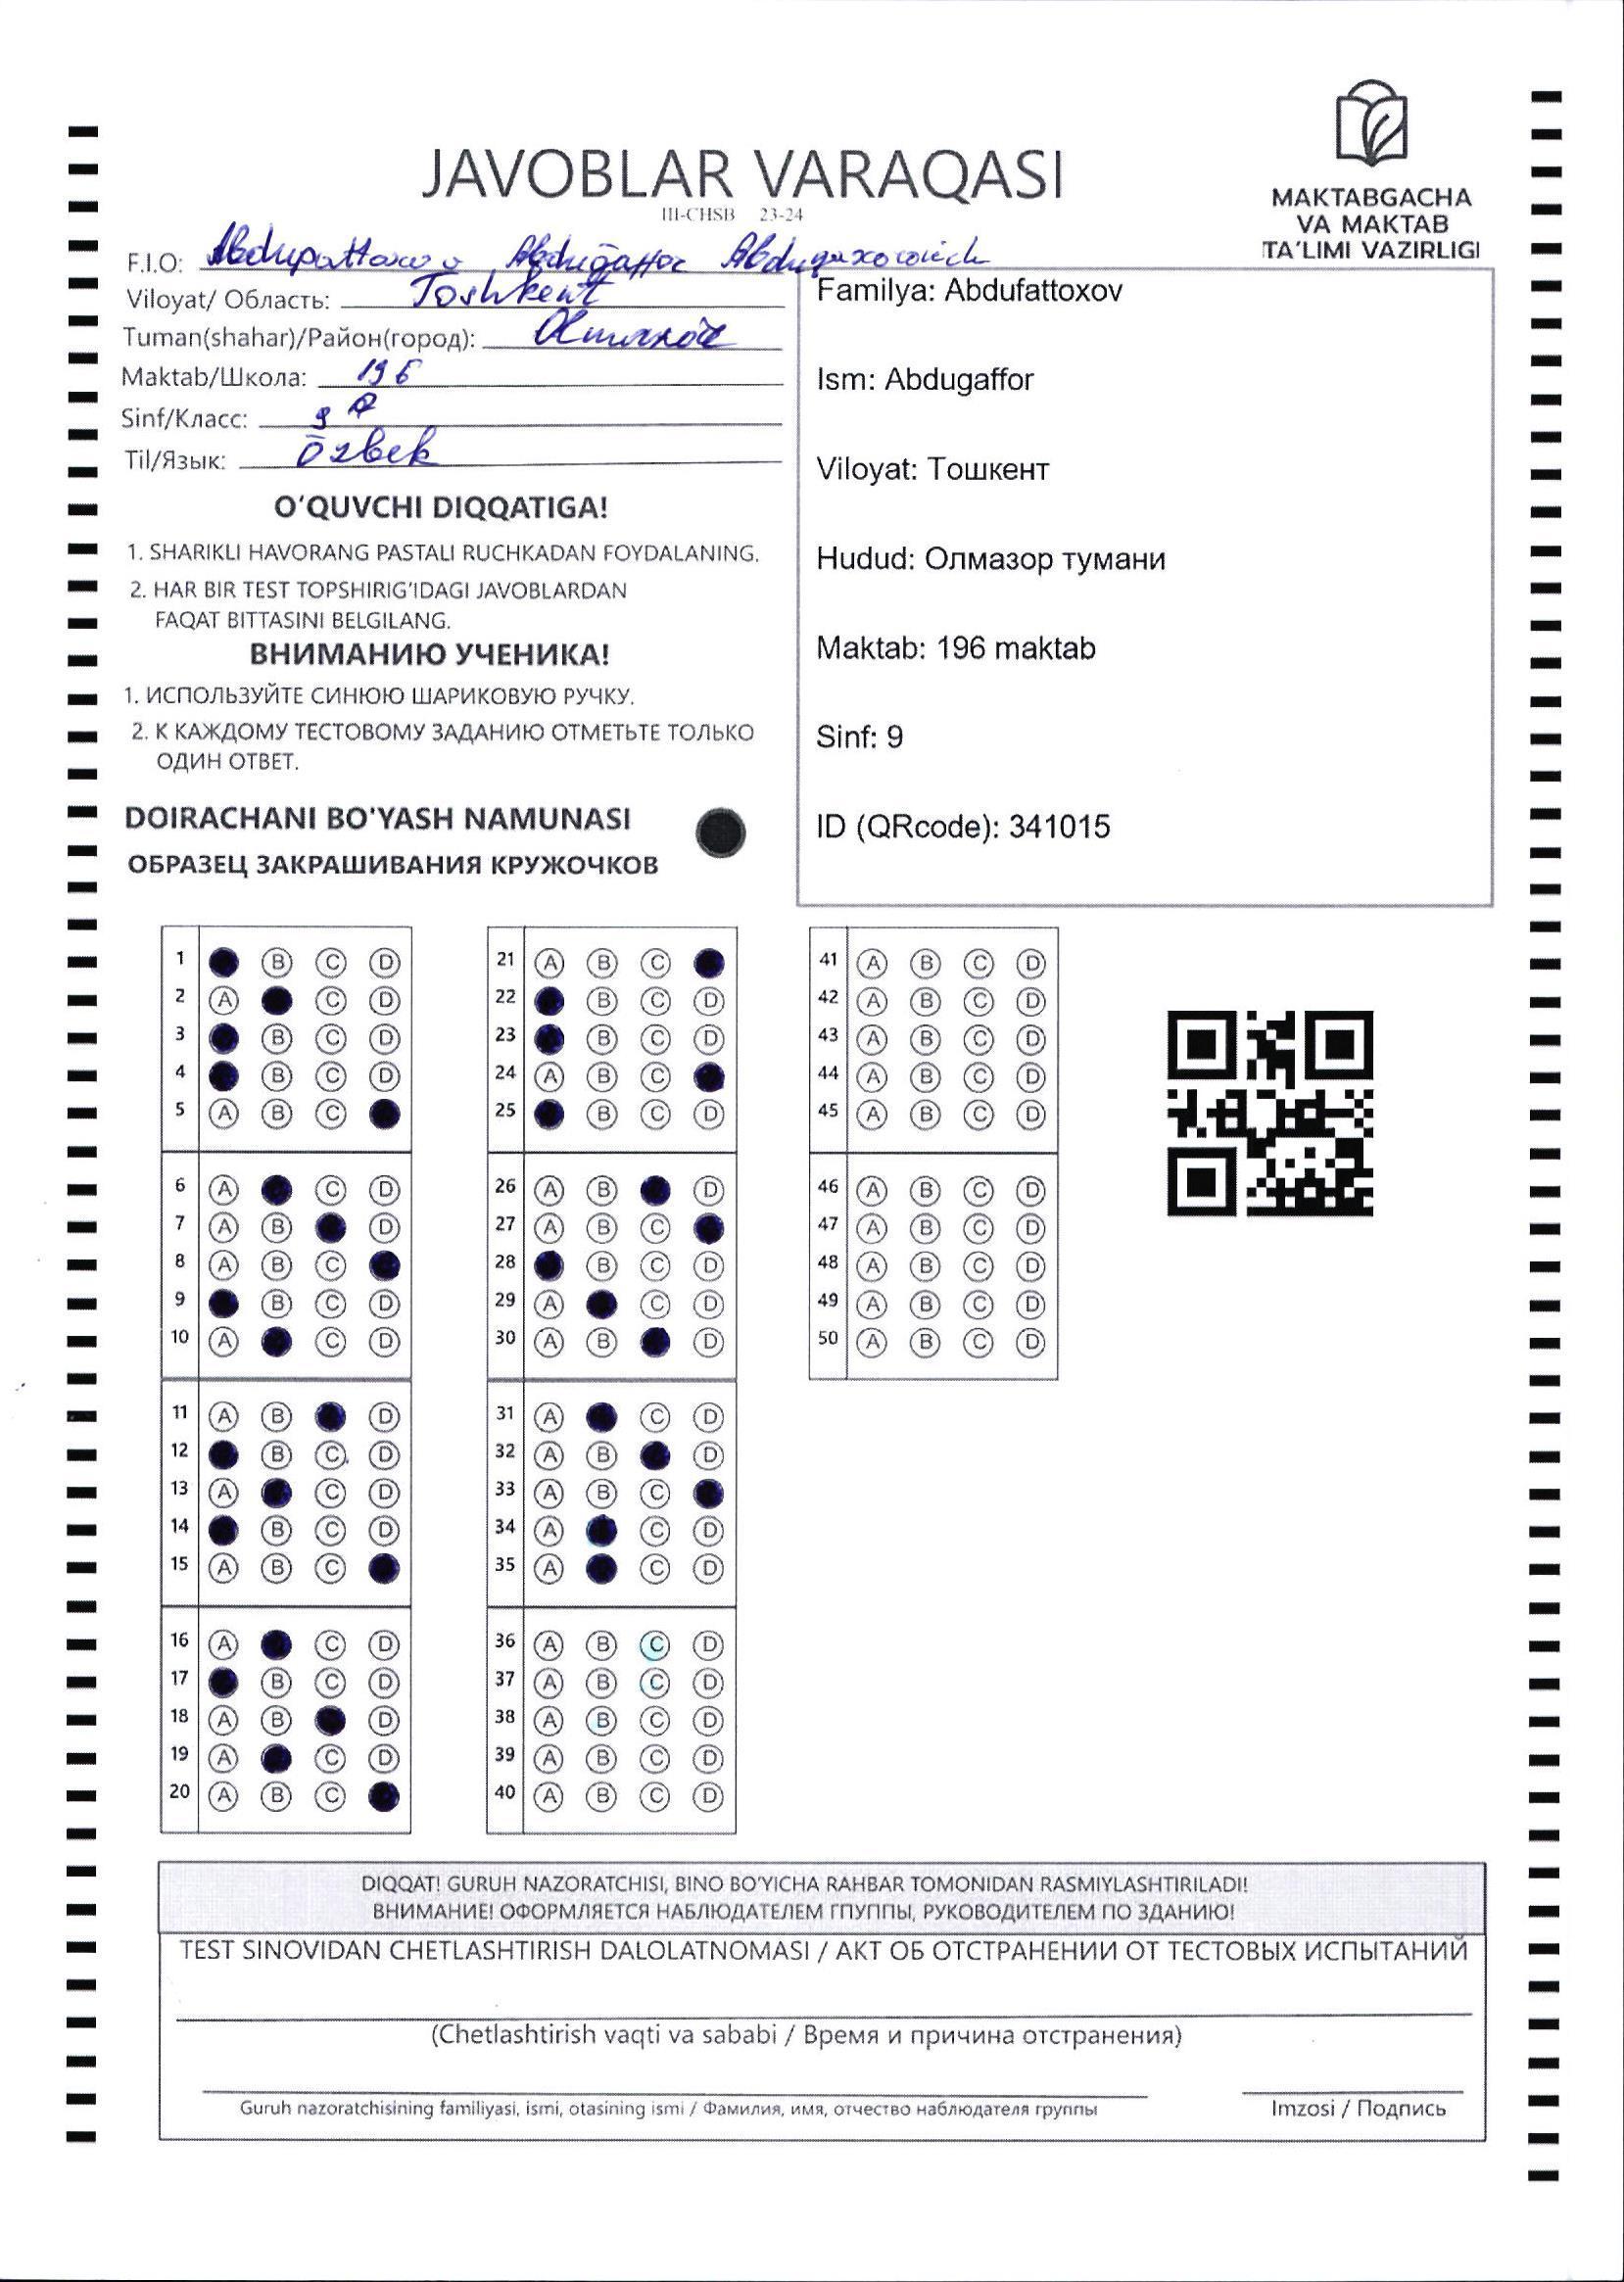 JAVOBLAR VARAQASI
III-CHSB 23-24
MAKTABGACHA
VA MAKTAB
TA'LIMI VAZIRLIGI
F.I.O:
Viloyat/ Область: Toshkent
Tuman(shahar)/Район(город):
Maktab/Школа: 196
Sinf/Класс: 9
Til/Язык: Õzbek
O'QUVCHI DIQQATIGA!
1. SHARIKLI HAVORANG PASTALI RUCHKADAN FOYDALANING.
2. HAR BIR TEST TOPSHIRIG'IDAGI JAVOBLARDAN
FAQAT BITTASINI BELGILANG.
ВНИМАНИЮ УЧЕНИКА!
1. ИСПОЛЬЗУЙТЕ СИНЮЮ ШАРИКОВУЮ РУЧКУ.
2. К КАЖДОМУ ТЕСТОВОМУ ЗАДАНИЮ ОТМЕТЬТЕ ТОЛЬКО
ОДИН ОТВЕТ.
DOIRACHANI BO'YASH NAMUNASI
ОБРАЗЕЦ ЗАКРАШИВАНИЯ КРУЖОЧКОВ
Familya: Abdufattoxov
Ism: Abdugaffor
Viloyat: Тошкент
Hudud: Олмазор тумани
Maktab: 196 maktab
Sinf: 9
ID (QRcode): 341015
1 B C D
2 A C D
3 B C D
4 B C D
5 A B C
6 A C D
7 A B D
8 A B C
9 B C D
10 A C D
11 A B D
12 B C D
13 A C D
14 B C D
15 A B C
16 A C D
17 B C D
18 A B D
19 A C D
20 A B C
21 A B C
22 B C D
23 B C D
24 A B C
25 B C D
26 A B D
27 A B C
28 B C D
29 A C D
30 A B D
31 A C D
32 A B D
33 A B C
34 A C D
35 A C D
36 A B C D
37 A B C D
38 A B C D
39 A B C D
40 A B C D
41 A B C D
42 A B C D
43 A B C D
44 A B C D
45 A B C D
46 A B C D
47 A B C D
48 A B C D
49 A B C D
50 A B C D
DIQQAT! GURUH NAZORATCHISI, BINO BO'YICHA RAHBAR TOMONIDAN RASMIYLASHTIRILADI!
ВНИМАНИЕ! ОФОРМЛЯЕТСЯ НАБЛЮДАТЕЛЕМ ГПУППЫ, РУКОВОДИТЕЛЕМ ПО ЗДАНИЮ!
TEST SINOVIDAN CHETLASHTIRISH DALOLATNOMASI / АКТ ОБ ОТСТРАНЕНИИ ОТ ТЕСТОВЫХ ИСПЫТАНИЙ
(Chetlashtirish vaqti va sababi / Время и причина отстранения)
Guruh nazoratchisining familiyasi, ismi, otasining ismi / Фамилия, имя, отчество наблюдателя группы
Imzosi / Подпись